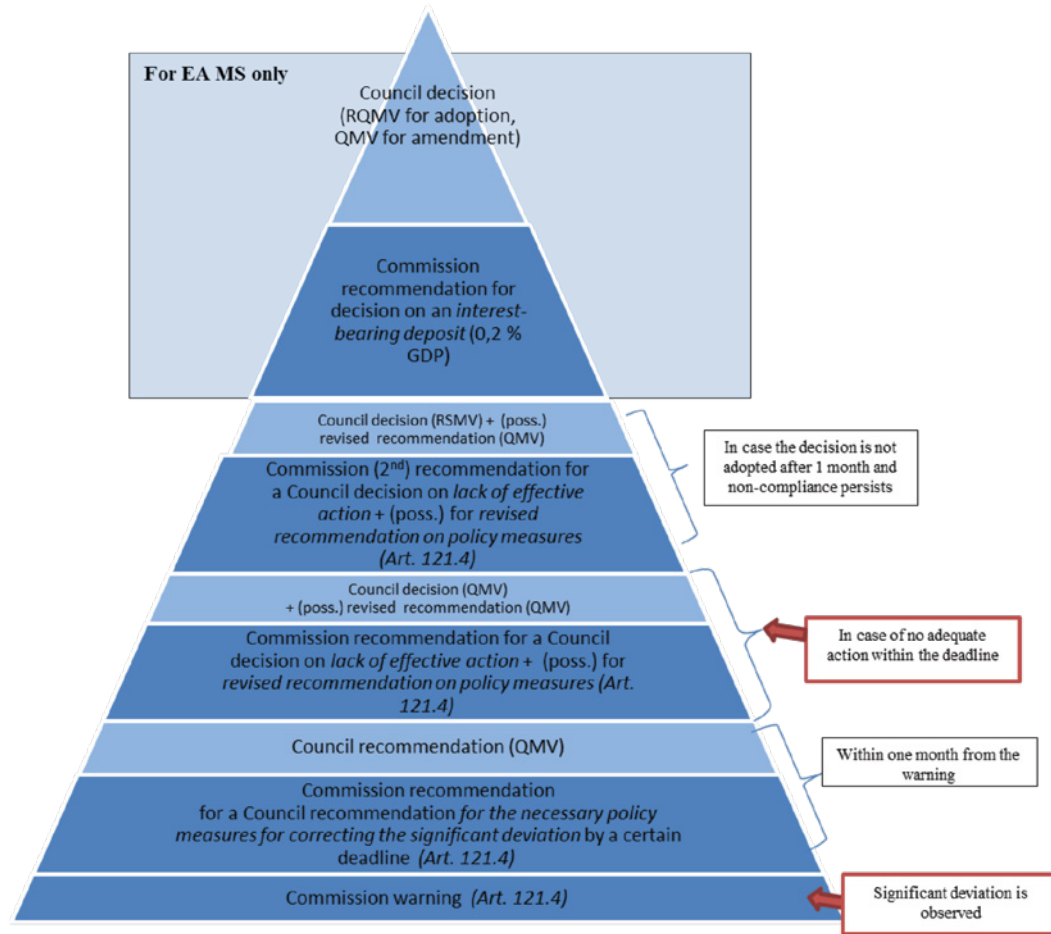 For EA MS only
Council decision
(RQMV for adoption,
QMV for amendment)
Commission
recommendation for
decision on an interest-
bearing deposit (0,2 %
GDP)
Council decision (RSMV) + (poss.)
revised recommendation (QMV)
In case the decision is not
adopted after 1 month and
non-compliance persists
Commission (2nd) recommendation for
a Council decision on lack of effective
action + (poss.) for revised
recommendation on policy measures
(Art. 121.4)
Council decision (QMV)
+ (poss.) revised recommendation (QMV)
In case of no adequate
action within the deadline
Commission recommendation for a Council
decision on lack of effective action + (poss.) for
revised recommendation on policy measures (Art.
121.4)
Council recommendation (QMV)
Within one month from the
warning
Commission recommendation
for a Council recommendation for the necessary policy
measures for correcting the significant deviation by a certain
deadline (Art. 121.4)
Commission warning (Art. 121.4)
Significant deviation is
observed